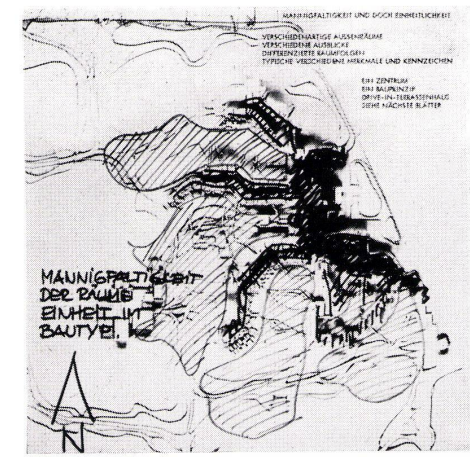 MANNIGFALTIGKEIT UND DOCH EINHEITLICHKEIT
— VERSCHIEDENARTIGE AUSSENRÄUME
— VERSCHIEDENE AUSBLICKE
DIFFERENZIERTE RAUMFOLGEN
TYPISCHE VERSCHIEDENE MERKMALE UND KENNZEICHEN
EIN ZENTRUM
EIN BAUPRINZIP
DRIVE-IN-TERRASSENHAUS
SIEHE NÄCHSTE BLÄTTER
MANNIGFALTIGKEIT
DER RÄUME
EINHEIT IM
BAUTYP.
N